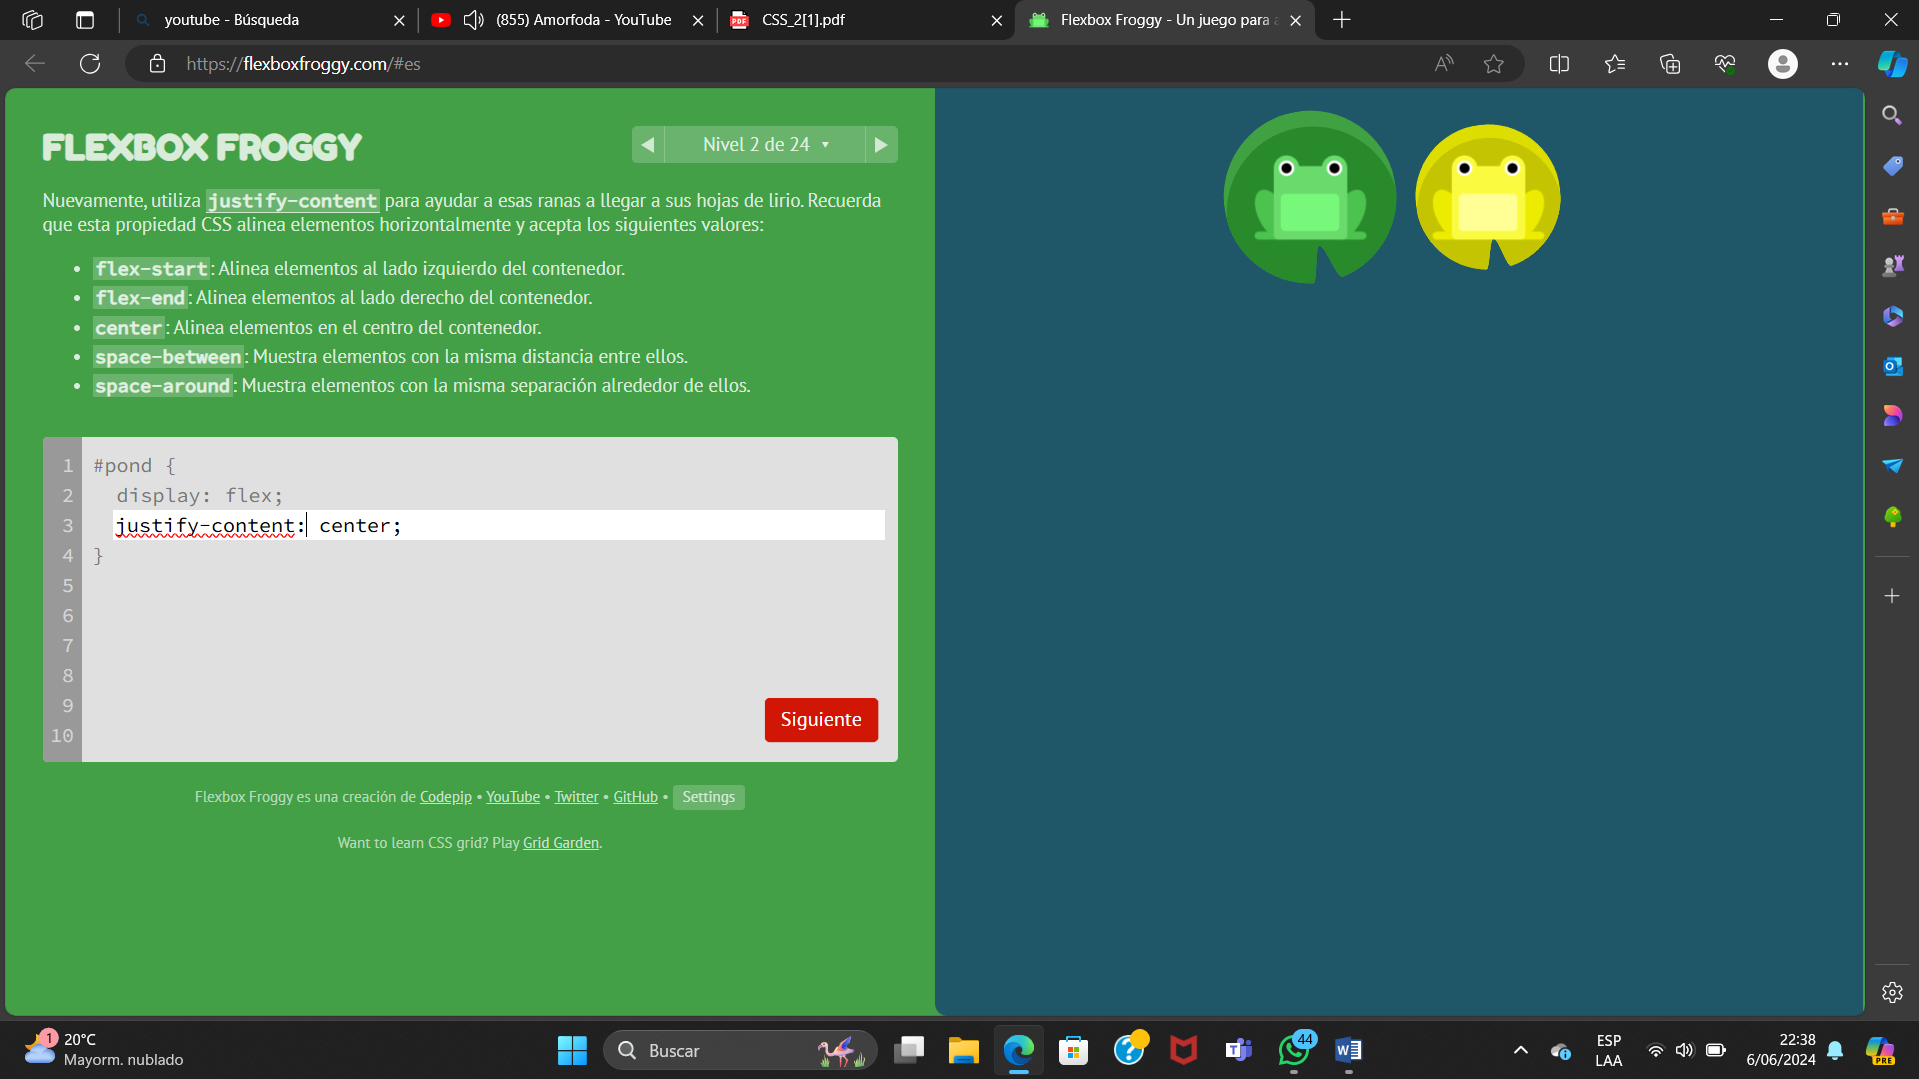 youtube - Búsqueda
(855) Amorfoda - YouTube
PDF
CSS_2[1].pdf
Flexbox Froggy - Un juego para a
https://flexboxfroggy.com/#es
FLEXBOX FROGGY
Nivel 2 de 24
Nuevamente, utiliza justify-content para ayudar a esas ranas a llegar a sus hojas de lirio. Recuerda
que esta propiedad CSS alinea elementos horizontalmente y acepta los siguientes valores:
• flex-start: Alinea elementos al lado izquierdo del contenedor.
• flex-end: Alinea elementos al lado derecho del contenedor.
• center: Alinea elementos en el centro del contenedor.
• space-between: Muestra elementos con la misma distancia entre ellos.
• space-around: Muestra elementos con la misma separación alrededor de ellos.
1 #pond {
2 display: flex;
3 justify-content: center;
4 }
5
6
7
8
9
10
Siguiente
Flexbox Froggy es una creación de Codepip • YouTube • Twitter • GitHub • Settings
Want to learn CSS grid? Play Grid Garden.
1
20°C
Mayorm. nublado
Buscar
44
ESP
LAA
22:38
6/06/2024
PRE